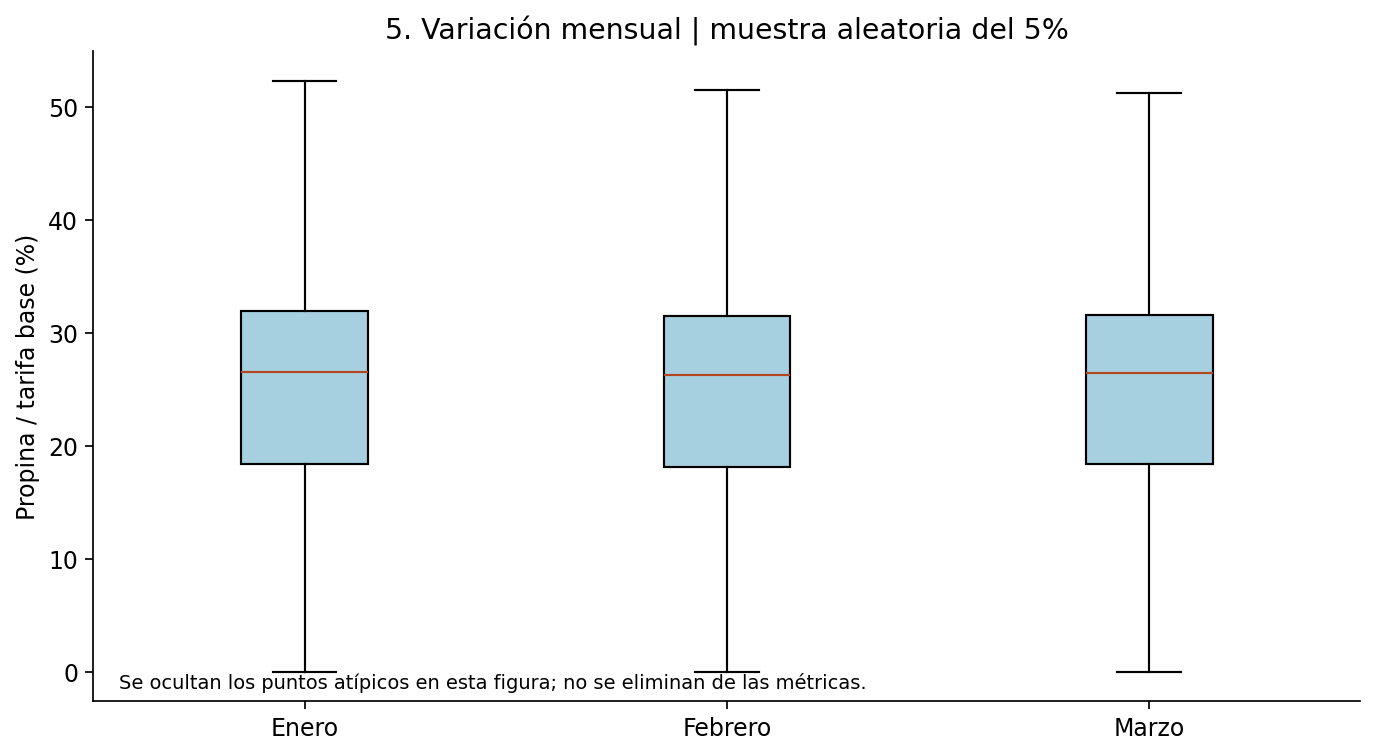 5. Variación mensual | muestra aleatoria del 5%
Propina / tarifa base (%)
50
40
30
20
10
0
Se ocultan los puntos atípicos en esta figura; no se eliminan de las métricas.
Enero
Febrero
Marzo